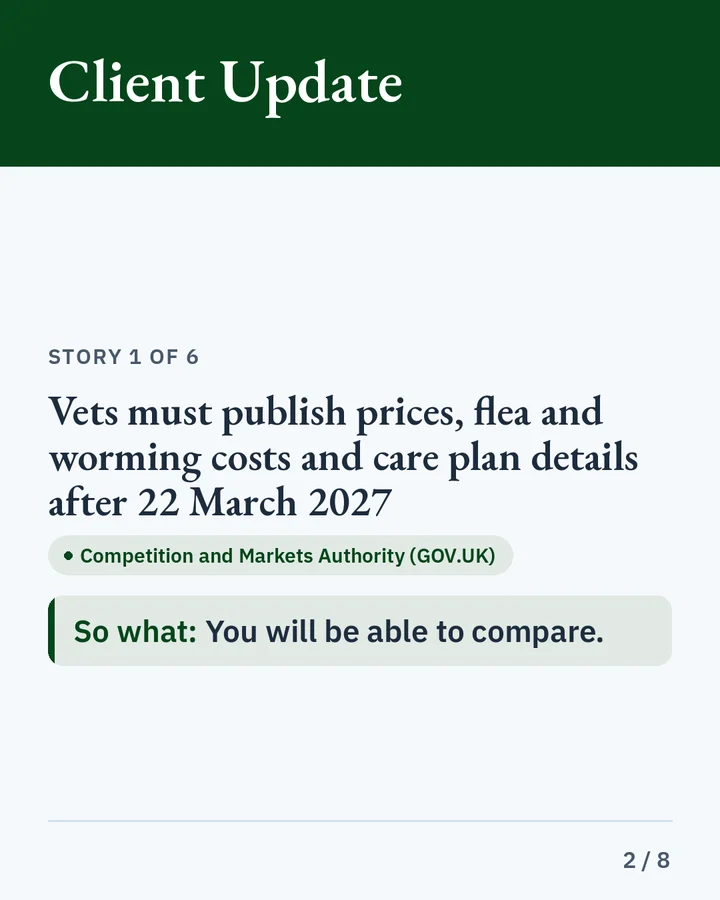 Client Update
STORY 1 OF 6
Vets must publish prices, flea and
worming costs and care plan details
after 22 March 2027
• Competition and Markets Authority (GOV.UK)
So what: You will be able to compare.
2 / 8